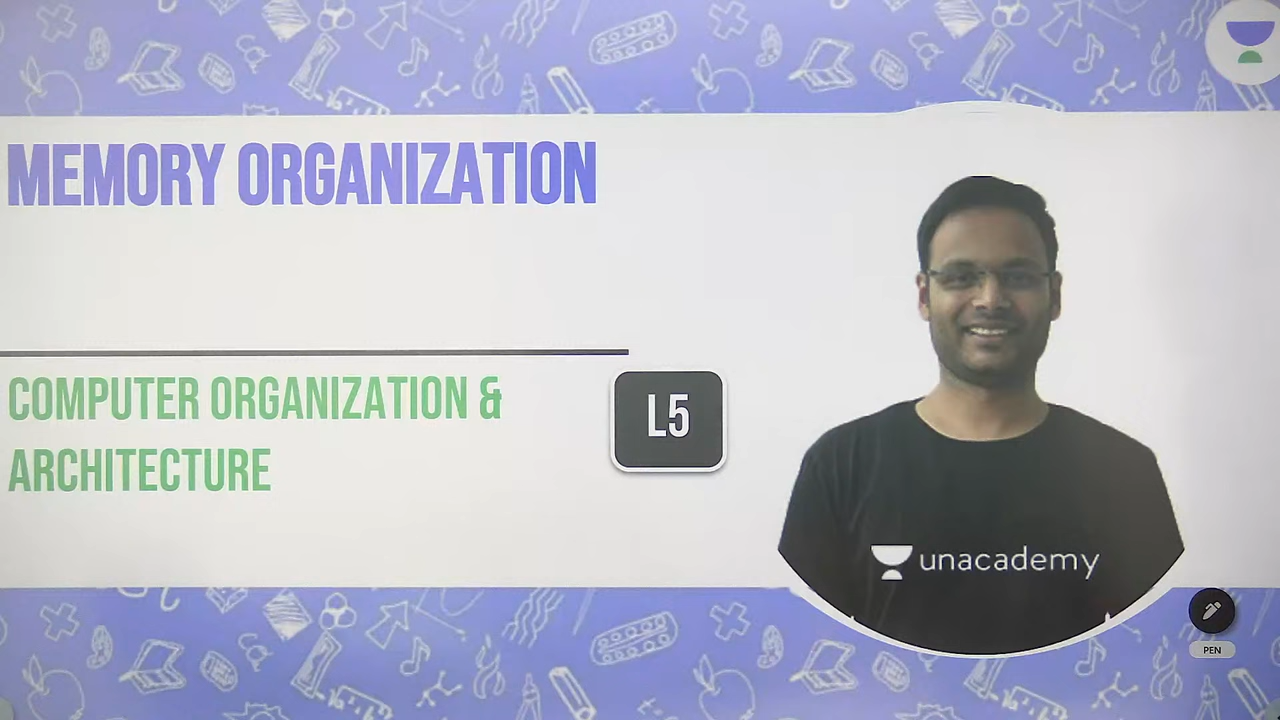 MEMORY ORGANIZATION
COMPUTER ORGANIZATION &
ARCHITECTURE
L5
unacademy
PEN